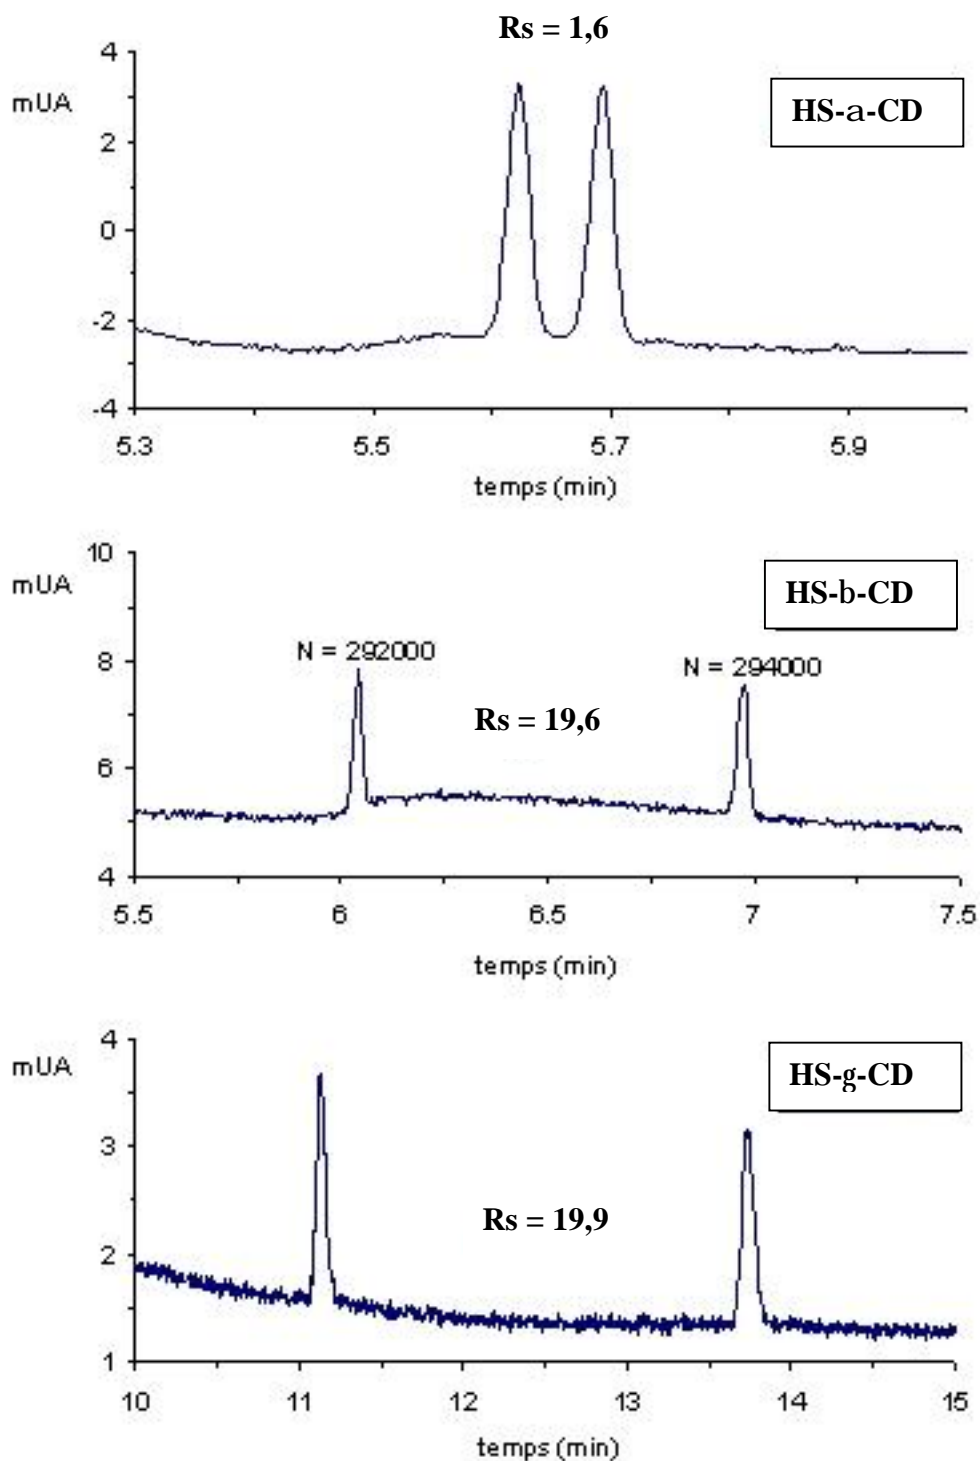 Rs = 1,6
4
mUA
HS-a-CD
2
0
-2
-4
5.3 5.5 5.7 5.9
temps (min)
10
mUA
HS-b-CD
8
N = 292000
N = 294000
Rs = 19,6
6
4
5.5 6 6.5 7 7.5
temps (min)
4
mUA
HS-g-CD
3
Rs = 19,9
2
1
10 11 12 13 14 15
temps (min)